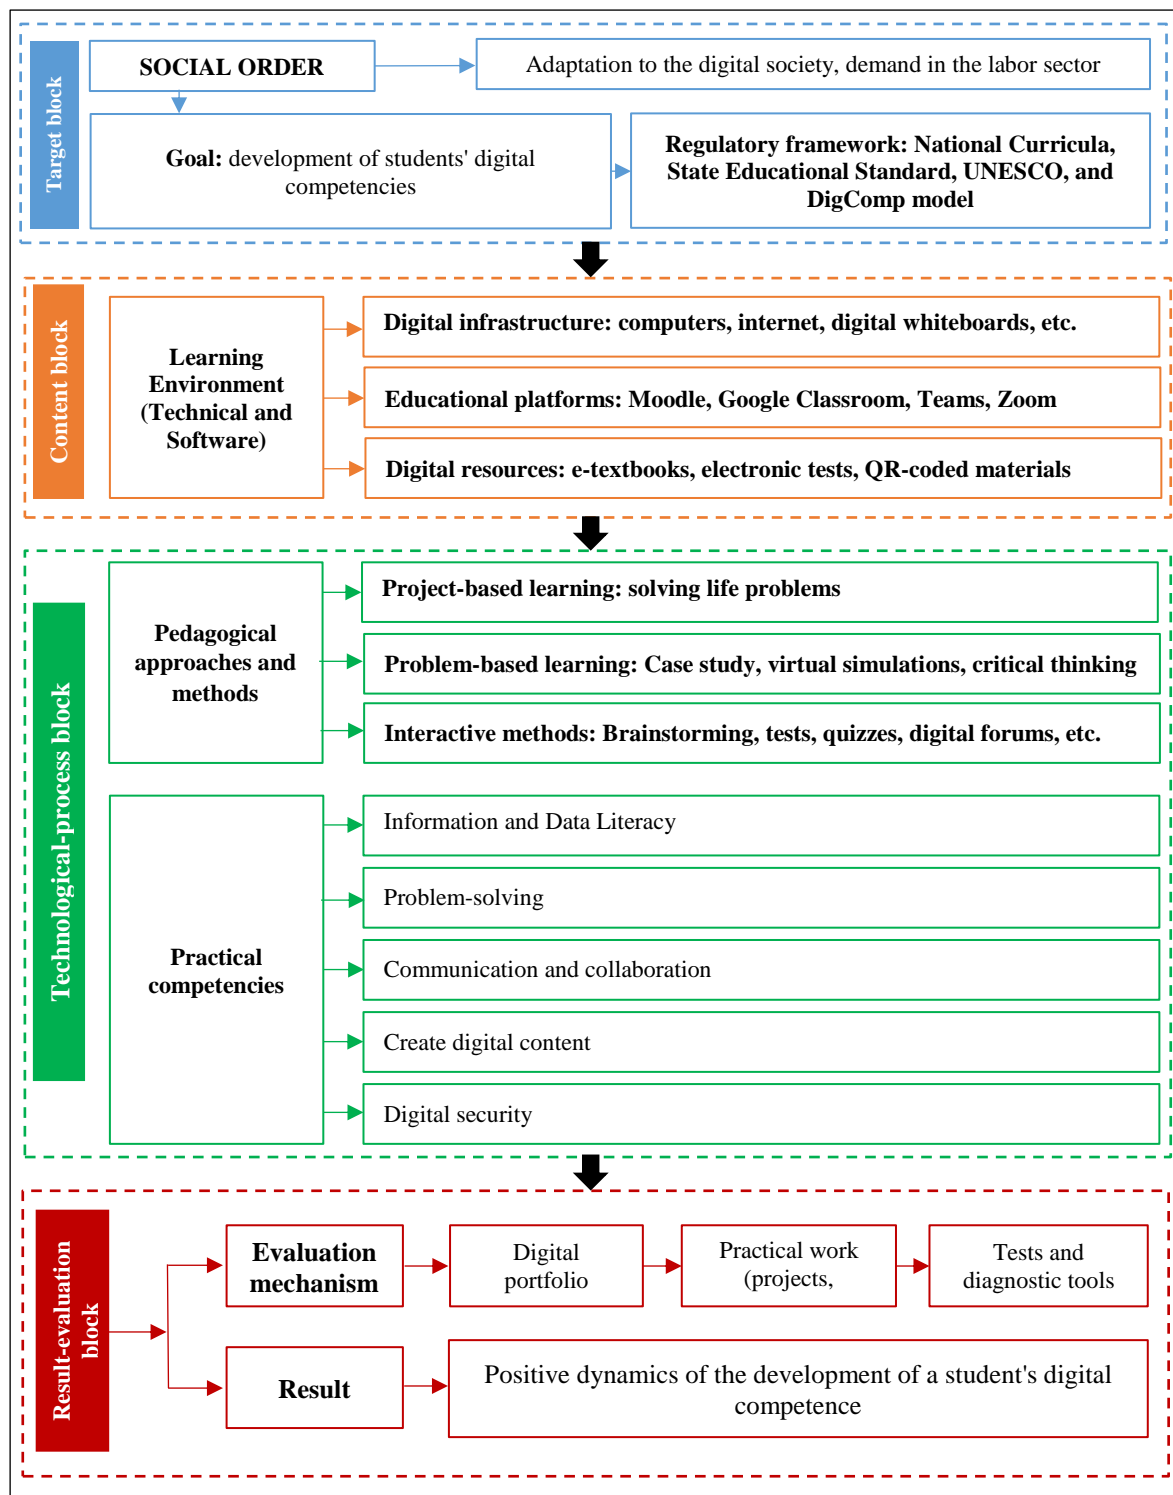 Target block
SOCIAL ORDER
Adaptation to the digital society, demand in the labor sector
Goal: development of students' digital
competencies
Regulatory framework: National Curricula,
State Educational Standard, UNESCO, and
DigComp model
Content block
Learning
Environment
(Technical and
Software)
Digital infrastructure: computers, internet, digital whiteboards, etc.
Educational platforms: Moodle, Google Classroom, Teams, Zoom
Digital resources: e-textbooks, electronic tests, QR-coded materials
Technological-process block
Pedagogical
approaches and
methods
Project-based learning: solving life problems
Problem-based learning: Case study, virtual simulations, critical thinking
Interactive methods: Brainstorming, tests, quizzes, digital forums, etc.
Practical
competencies
Information and Data Literacy
Problem-solving
Communication and collaboration
Create digital content
Digital security
Result-evaluation
block
Evaluation
mechanism
Digital
portfolio
Practical work
(projects,
Tests and
diagnostic tools
Result
Positive dynamics of the development of a student's digital
competence